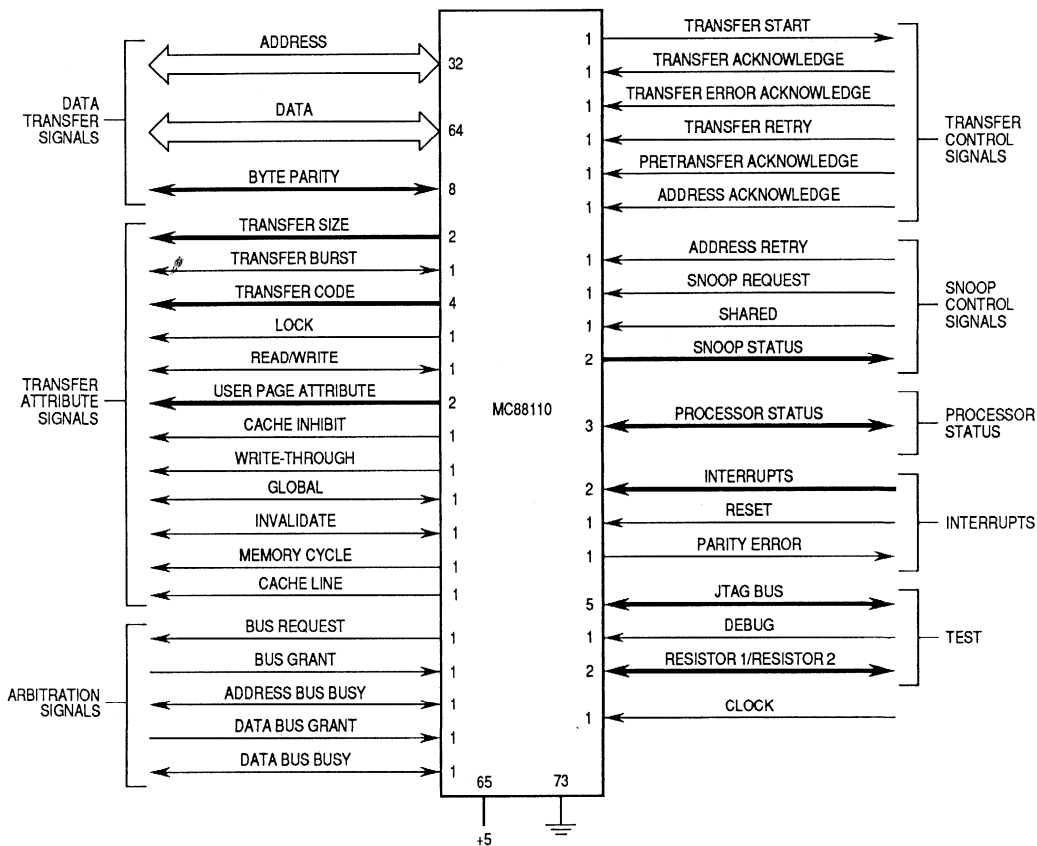 DATA
TRANSFER
SIGNALS
ADDRESS
32
DATA
64
BYTE PARITY
8
TRANSFER
ATTRIBUTE
SIGNALS
TRANSFER SIZE
2
TRANSFER BURST
1
TRANSFER CODE
4
LOCK
1
READ/WRITE
1
USER PAGE ATTRIBUTE
2
CACHE INHIBIT
1
WRITE-THROUGH
1
GLOBAL
1
INVALIDATE
1
MEMORY CYCLE
1
CACHE LINE
1
ARBITRATION
SIGNALS
BUS REQUEST
1
BUS GRANT
1
ADDRESS BUS BUSY
1
DATA BUS GRANT
1
DATA BUS BUSY
1
MC88110
65
73
+5
1
TRANSFER START
1
TRANSFER ACKNOWLEDGE
1
TRANSFER ERROR ACKNOWLEDGE
1
TRANSFER RETRY
1
PRETRANSFER ACKNOWLEDGE
1
ADDRESS ACKNOWLEDGE
TRANSFER
CONTROL
SIGNALS
1
ADDRESS RETRY
1
SNOOP REQUEST
1
SHARED
2
SNOOP STATUS
SNOOP
CONTROL
SIGNALS
3
PROCESSOR STATUS
PROCESSOR
STATUS
2
INTERRUPTS
1
RESET
1
PARITY ERROR
INTERRUPTS
5
JTAG BUS
1
DEBUG
2
RESISTOR 1/RESISTOR 2
TEST
1
CLOCK